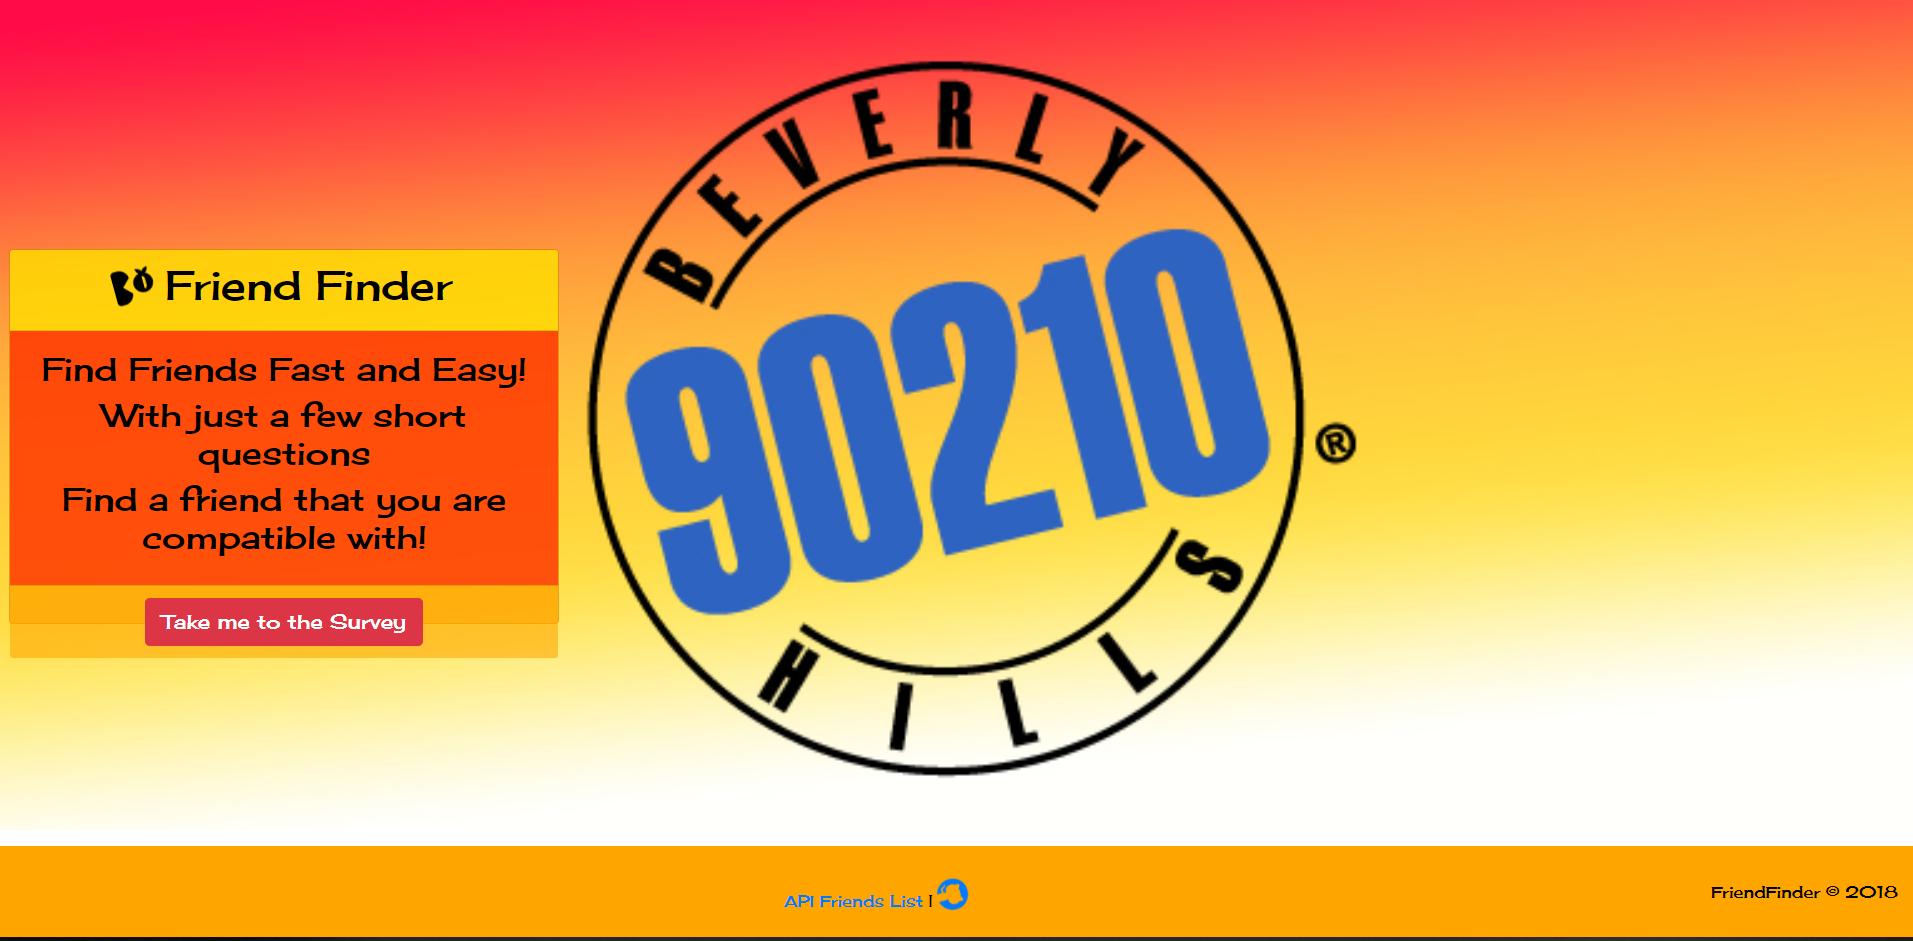 BEVERLY
90210
®
HILLS
Friend Finder
Find Friends Fast and Easy!
With just a few short
questions
Find a friend that you are
compatible with!
Take me to the Survey
API Friends List |
FriendFinder © 2018